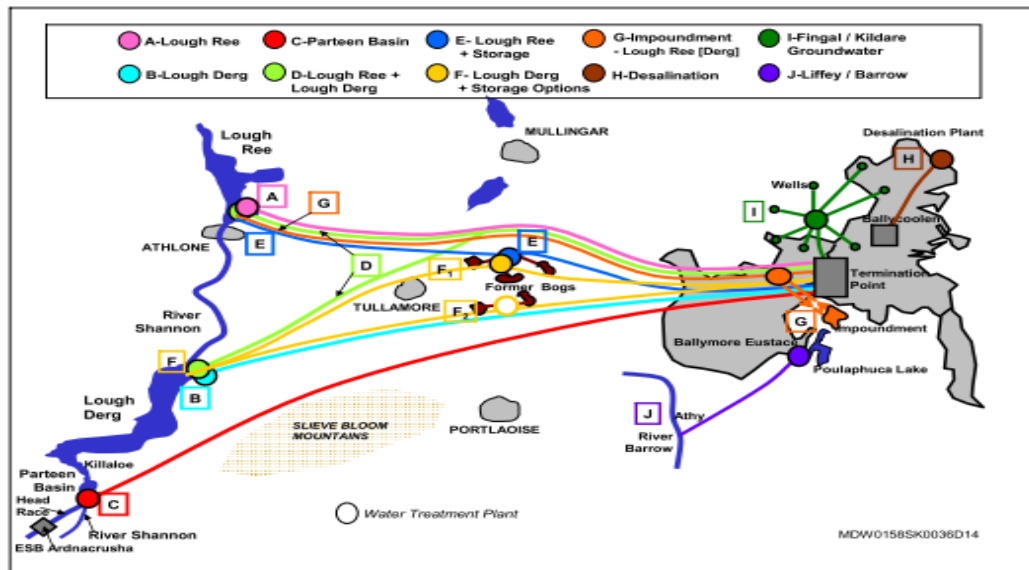 A-Lough Ree
C-Parteen Basin
E- Lough Ree
+ Storage
G-Impoundment
- Lough Ree [Derg]
I-Fingal / Kildare
Groundwater
B-Lough Derg
D-Lough Ree +
Lough Derg
F- Lough Derg
+ Storage Options
H-Desalination
J-Liffey / Barrow
Lough
Ree
MULLINGAR
Desalination Plant
H
Wells
A
G
I
Ballycoolen
ATHLONE
E
E
D
F1
Former Bogs
Termination
Point
TULLAMORE
F2
River
Shannon
G
Impoundment
F
Ballymore Eustace
B
Poulaphuca Lake
Lough
Derg
SLIEVE BLOOM
MOUNTAINS
PORTLAOISE
J
Athy
River
Barrow
Killaloe
Parteen
Basin
C
Head
Race
River Shannon
ESB Ardnacrusha
Water Treatment Plant
MDW0158SK0036D14